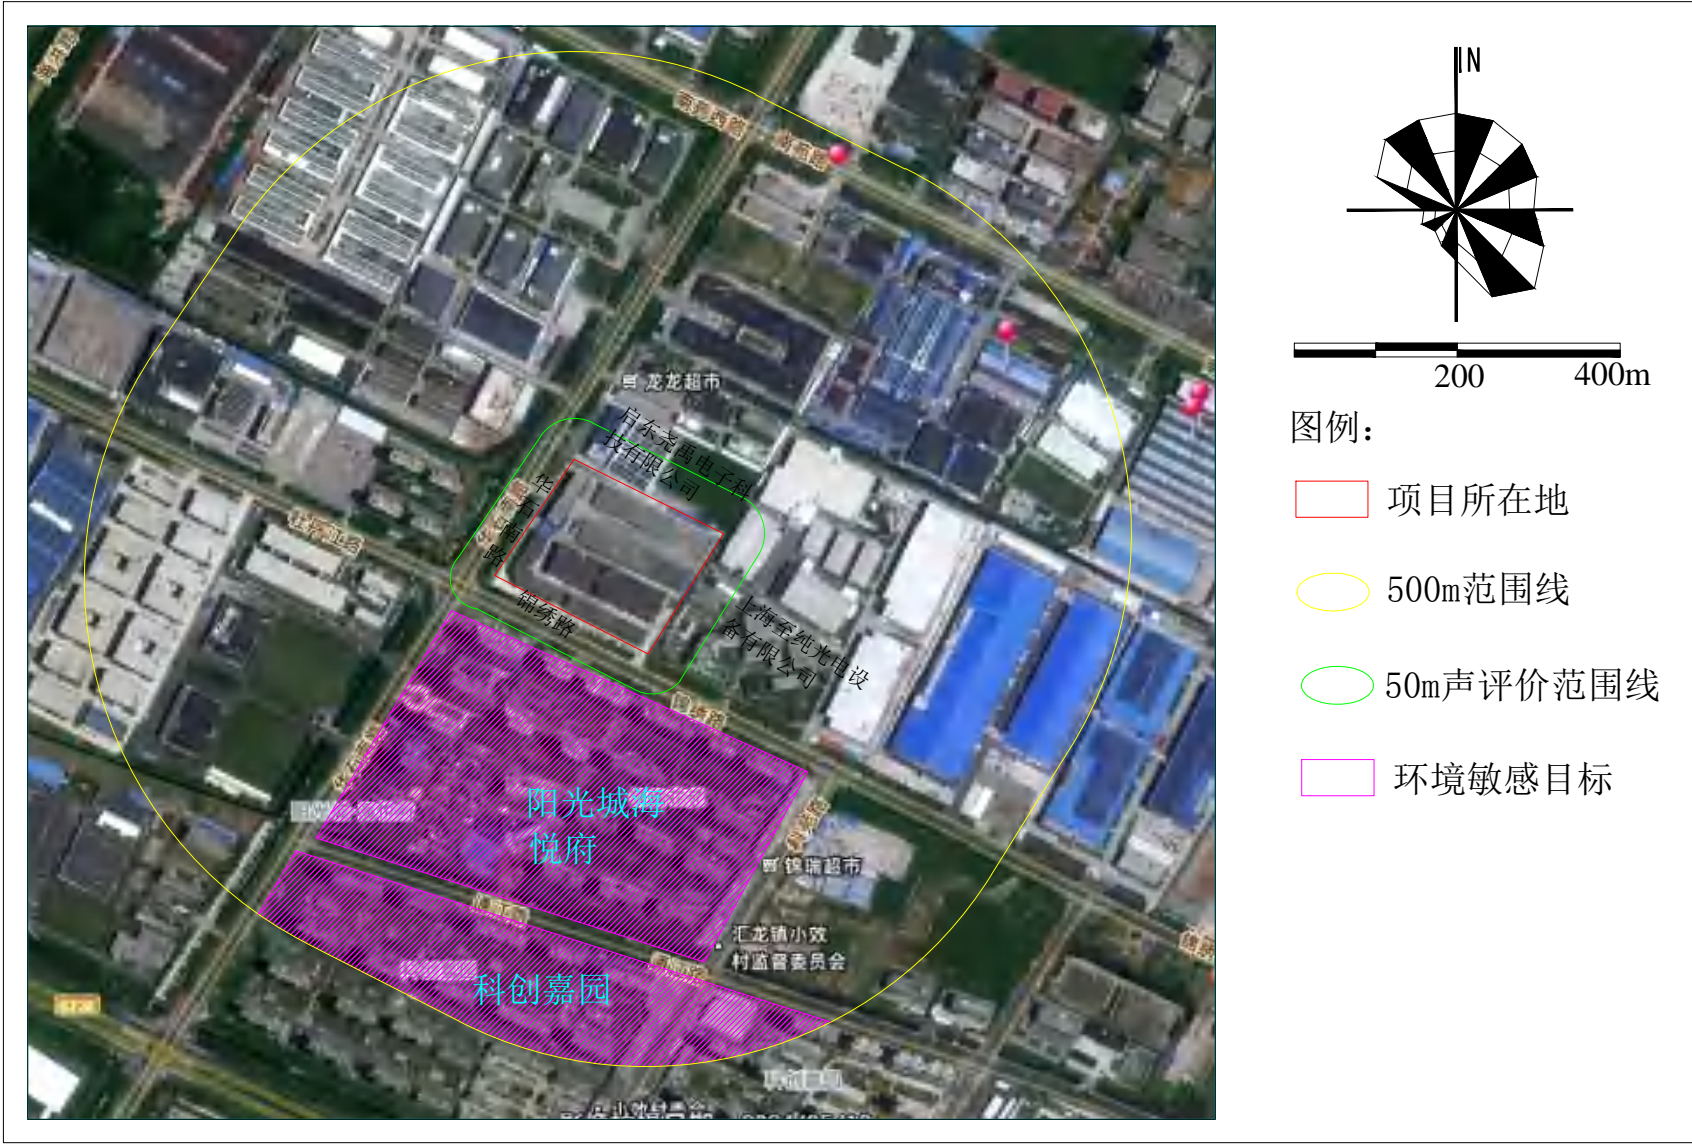 N
200
400m
图例：
项目所在地
500m范围线
50m声评价范围线
环境敏感目标
龙龙超市
启东尧禹电子科
技有限公司
华石南路
锦绣路
上海至纯光电设
备有限公司
阳光城海
悦府
锦瑞超市
汇龙镇小效
村监督委员会
科创嘉园